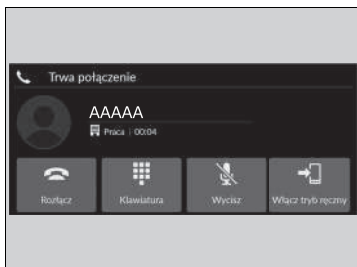 Trwa połączenie
AAAAA
Praca | 00:04
Rozłącz
Klawiatura
Wycisz
Włącz tryb ręczny